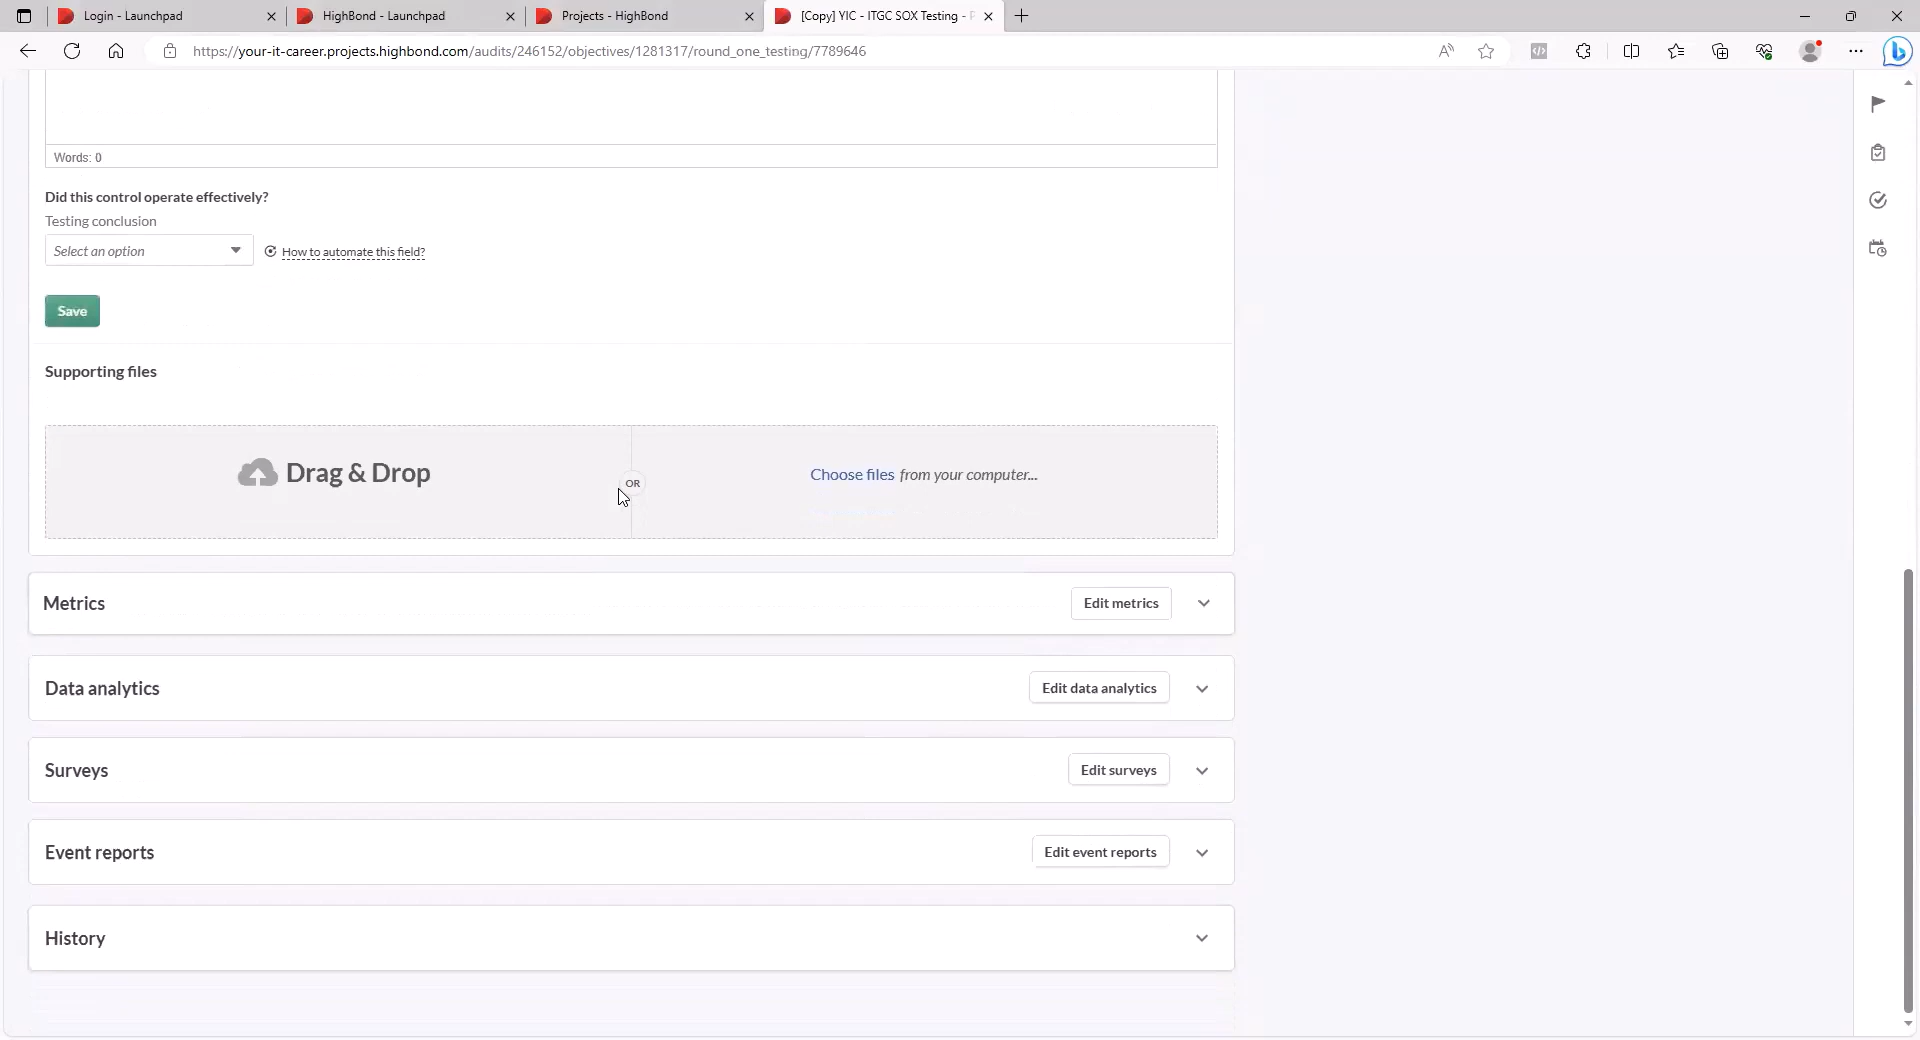 Login - Launchpad
HighBond - Launchpad
Projects - HighBond
[Copy] YIC - ITGC SOX Testing -
https://your-it-career.projects.highbond.com/audits/246152/objectives/1281317/round_one_testing/7789646
Words: 0
Did this control operate effectively?
Testing conclusion
Select an option
How to automate this field?
Save
Supporting files
Drag & Drop
OR
Choose files from your computer...
Metrics
Edit metrics
Data analytics
Edit data analytics
Surveys
Edit surveys
Event reports
Edit event reports
History